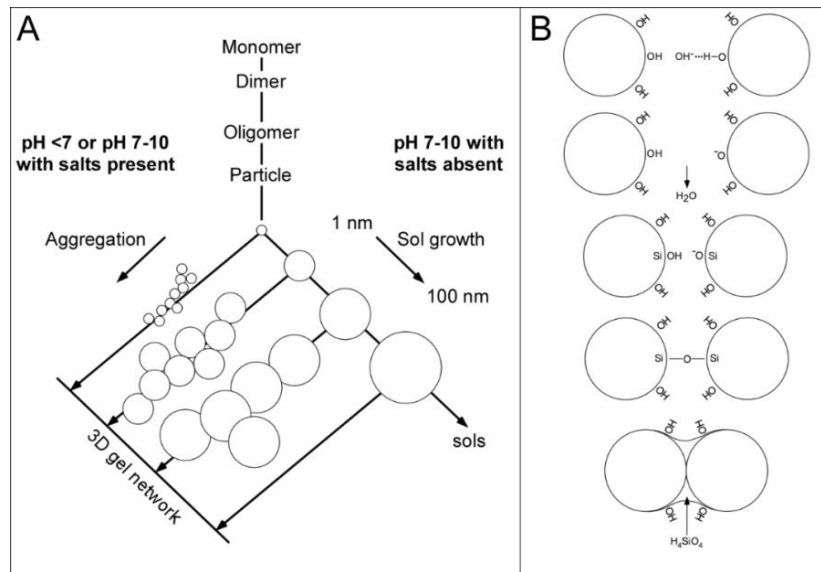 A
Monomer
Dimer
Oligomer
Particle
pH <7 or pH 7-10
with salts present
pH 7-10 with
salts absent
Aggregation
1 nm
Sol growth
100 nm
sols
3D gel network
B
OH
HO
OH
OH⁻···H–O
OH
HO
OH
HO
OH
⁻O
OH
HO
H₂O
OH
HO
Si
OH
⁻O
Si
OH
HO
OH
HO
Si
O
Si
OH
HO
OH
HO
OH
HO
H₄SiO₄